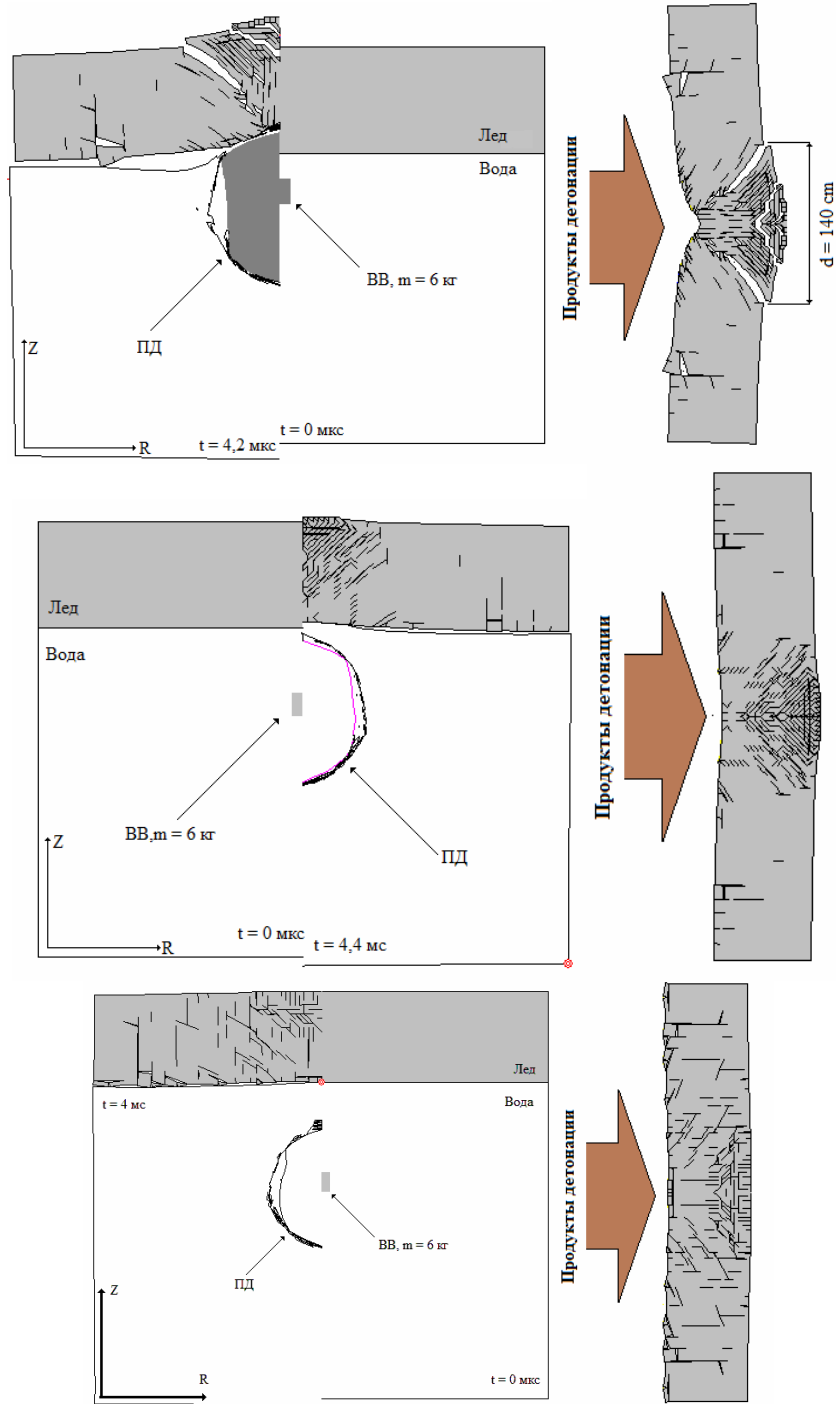 Лед
Вода
ВВ, m = 6 кг
ПД
Z
R
t = 4,2 мкс
t = 0 мкс
Продукты детонации
d = 140 cm
Лед
Вода
ВВ,m = 6 кг
ПД
Z
R
t = 0 мкс
t = 4,4 мс
Продукты детонации
Лед
Вода
t = 4 мс
ВВ, m = 6 кг
ПД
Z
R
t = 0 мкс
Продукты детонации